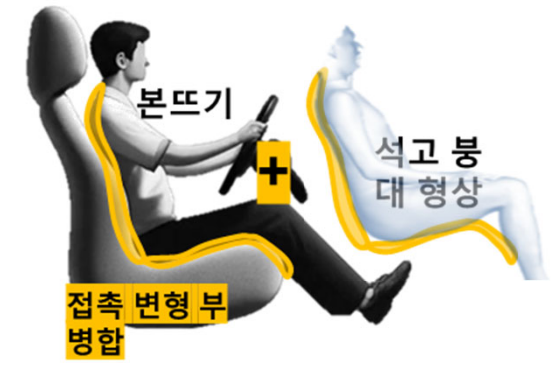 본뜨기
+
석고 붕
대 형상
접촉 변형 부
병합